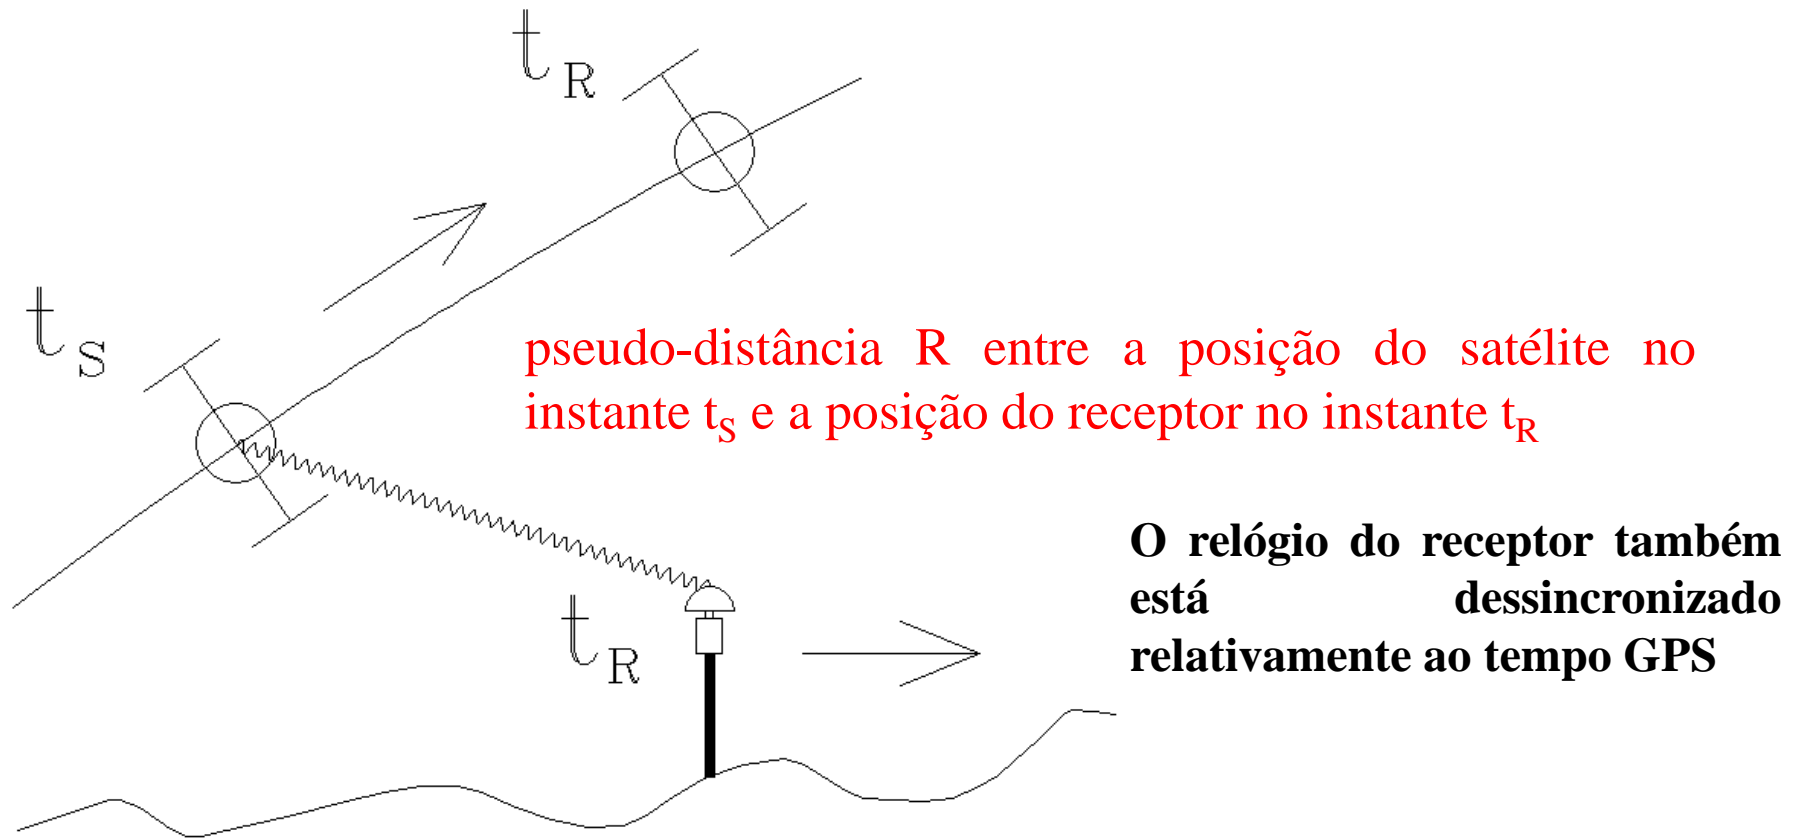 t_R
t_S
pseudo-distância R entre a posição do satélite no
instante t_S e a posição do receptor no instante t_R
O relógio do receptor também
está dessincronizado
relativamente ao tempo GPS
t_R